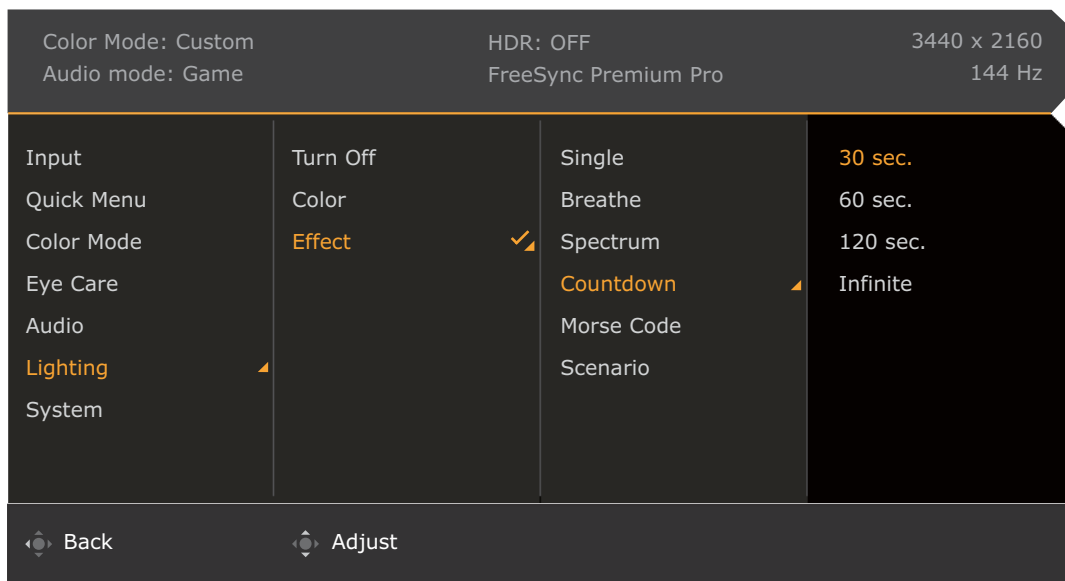 Color Mode: Custom
Audio mode: Game
HDR: OFF
FreeSync Premium Pro
3440 x 2160
144 Hz
Input
Quick Menu
Color Mode
Eye Care
Audio
Lighting
System
Turn Off
Color
Effect
Single
Breathe
Spectrum
Countdown
Morse Code
Scenario
30 sec.
60 sec.
120 sec.
Infinite
Back
Adjust